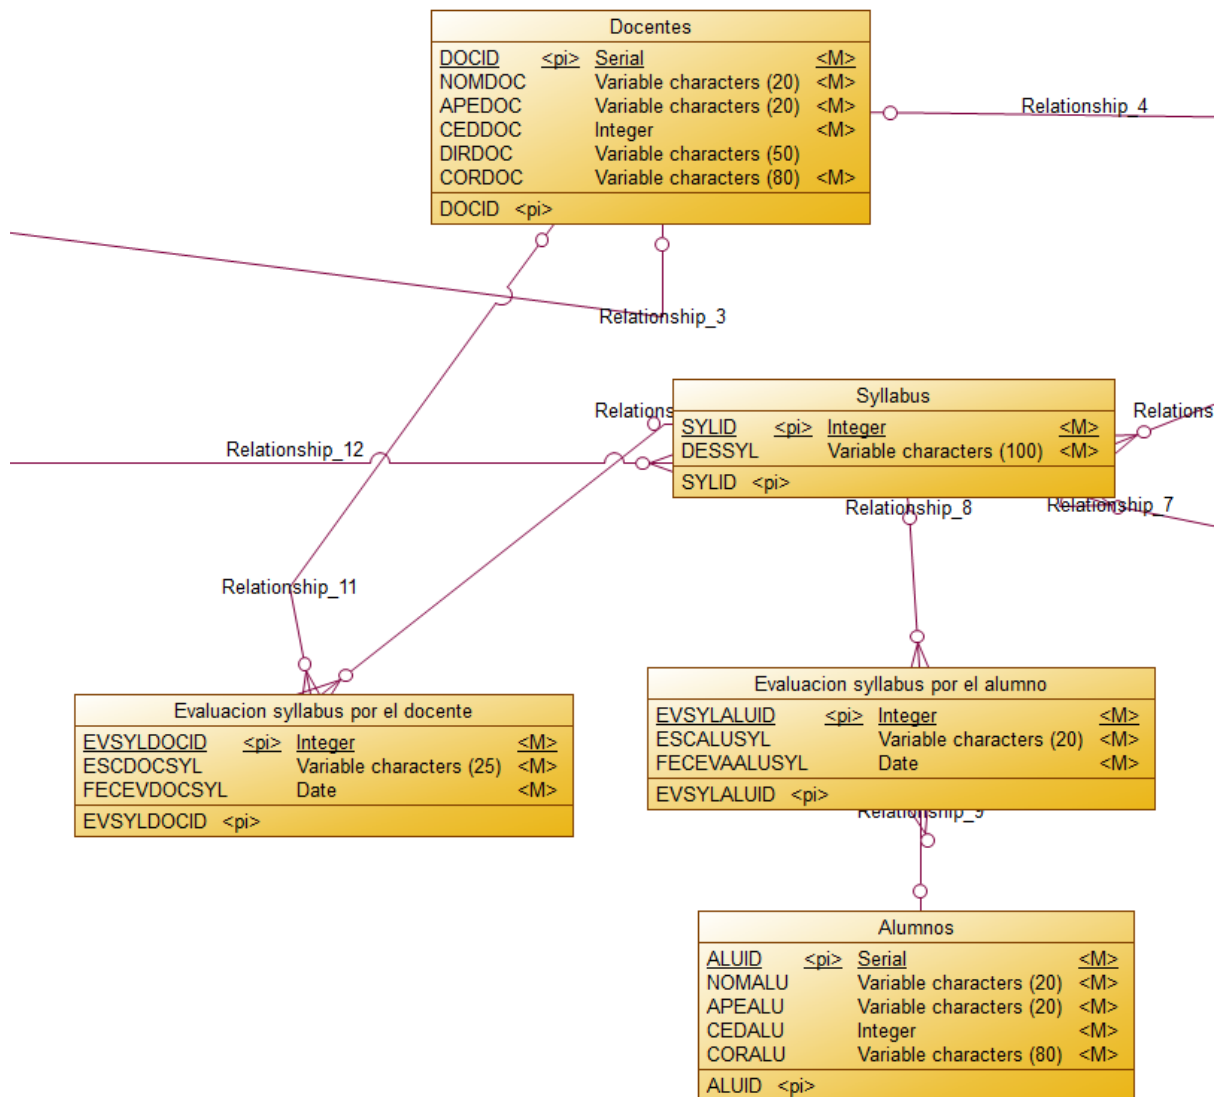 Docentes
DOCID <pi> Serial <M>
NOMDOC Variable characters (20) <M>
APEDOC Variable characters (20) <M>
CEDDOC Integer <M>
DIRDOC Variable characters (50)
CORDOC Variable characters (80) <M>
DOCID <pi>
Relationship_4
Relationship_3
Syllabus
SYLID <pi> Integer <M>
DESSYL Variable characters (100) <M>
SYLID <pi>
Relations
Relations
Relationship_12
Relationship_8
Relationship_7
Relationship_11
Evaluacion syllabus por el docente
EVSYLDOCID <pi> Integer <M>
ESCDOCSYL Variable characters (25) <M>
FECEVDOCSYL Date <M>
EVSYLDOCID <pi>
Evaluacion syllabus por el alumno
EVSYLALUID <pi> Integer <M>
ESCALUSYL Variable characters (20) <M>
FECEVAALUSYL Date <M>
EVSYLALUID <pi>
Relationship_9
Alumnos
ALUID <pi> Serial <M>
NOMALU Variable characters (20) <M>
APEALU Variable characters (20) <M>
CEDALU Integer <M>
CORALU Variable characters (80) <M>
ALUID <pi>